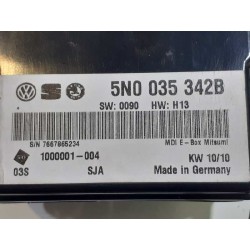 5N0 035 342B
SW: 0090 HW: H13
S/N 7667865234
MDI E-Box Mitsumi
1000001-004
KW 10/10
03S
SJA
Made in Germany